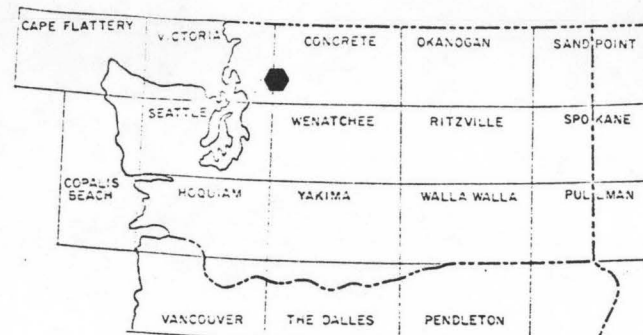 CAPE FLATTERY
VICTORIA
CONCRETE
OKANOGAN
SANDPOINT
SEATTLE
WENATCHEE
RITZVILLE
SPOKANE
COPALIS
BEACH
HOQUIAM
YAKIMA
WALLA WALLA
PULLMAN
VANCOUVER
THE DALLES
PENDLETON